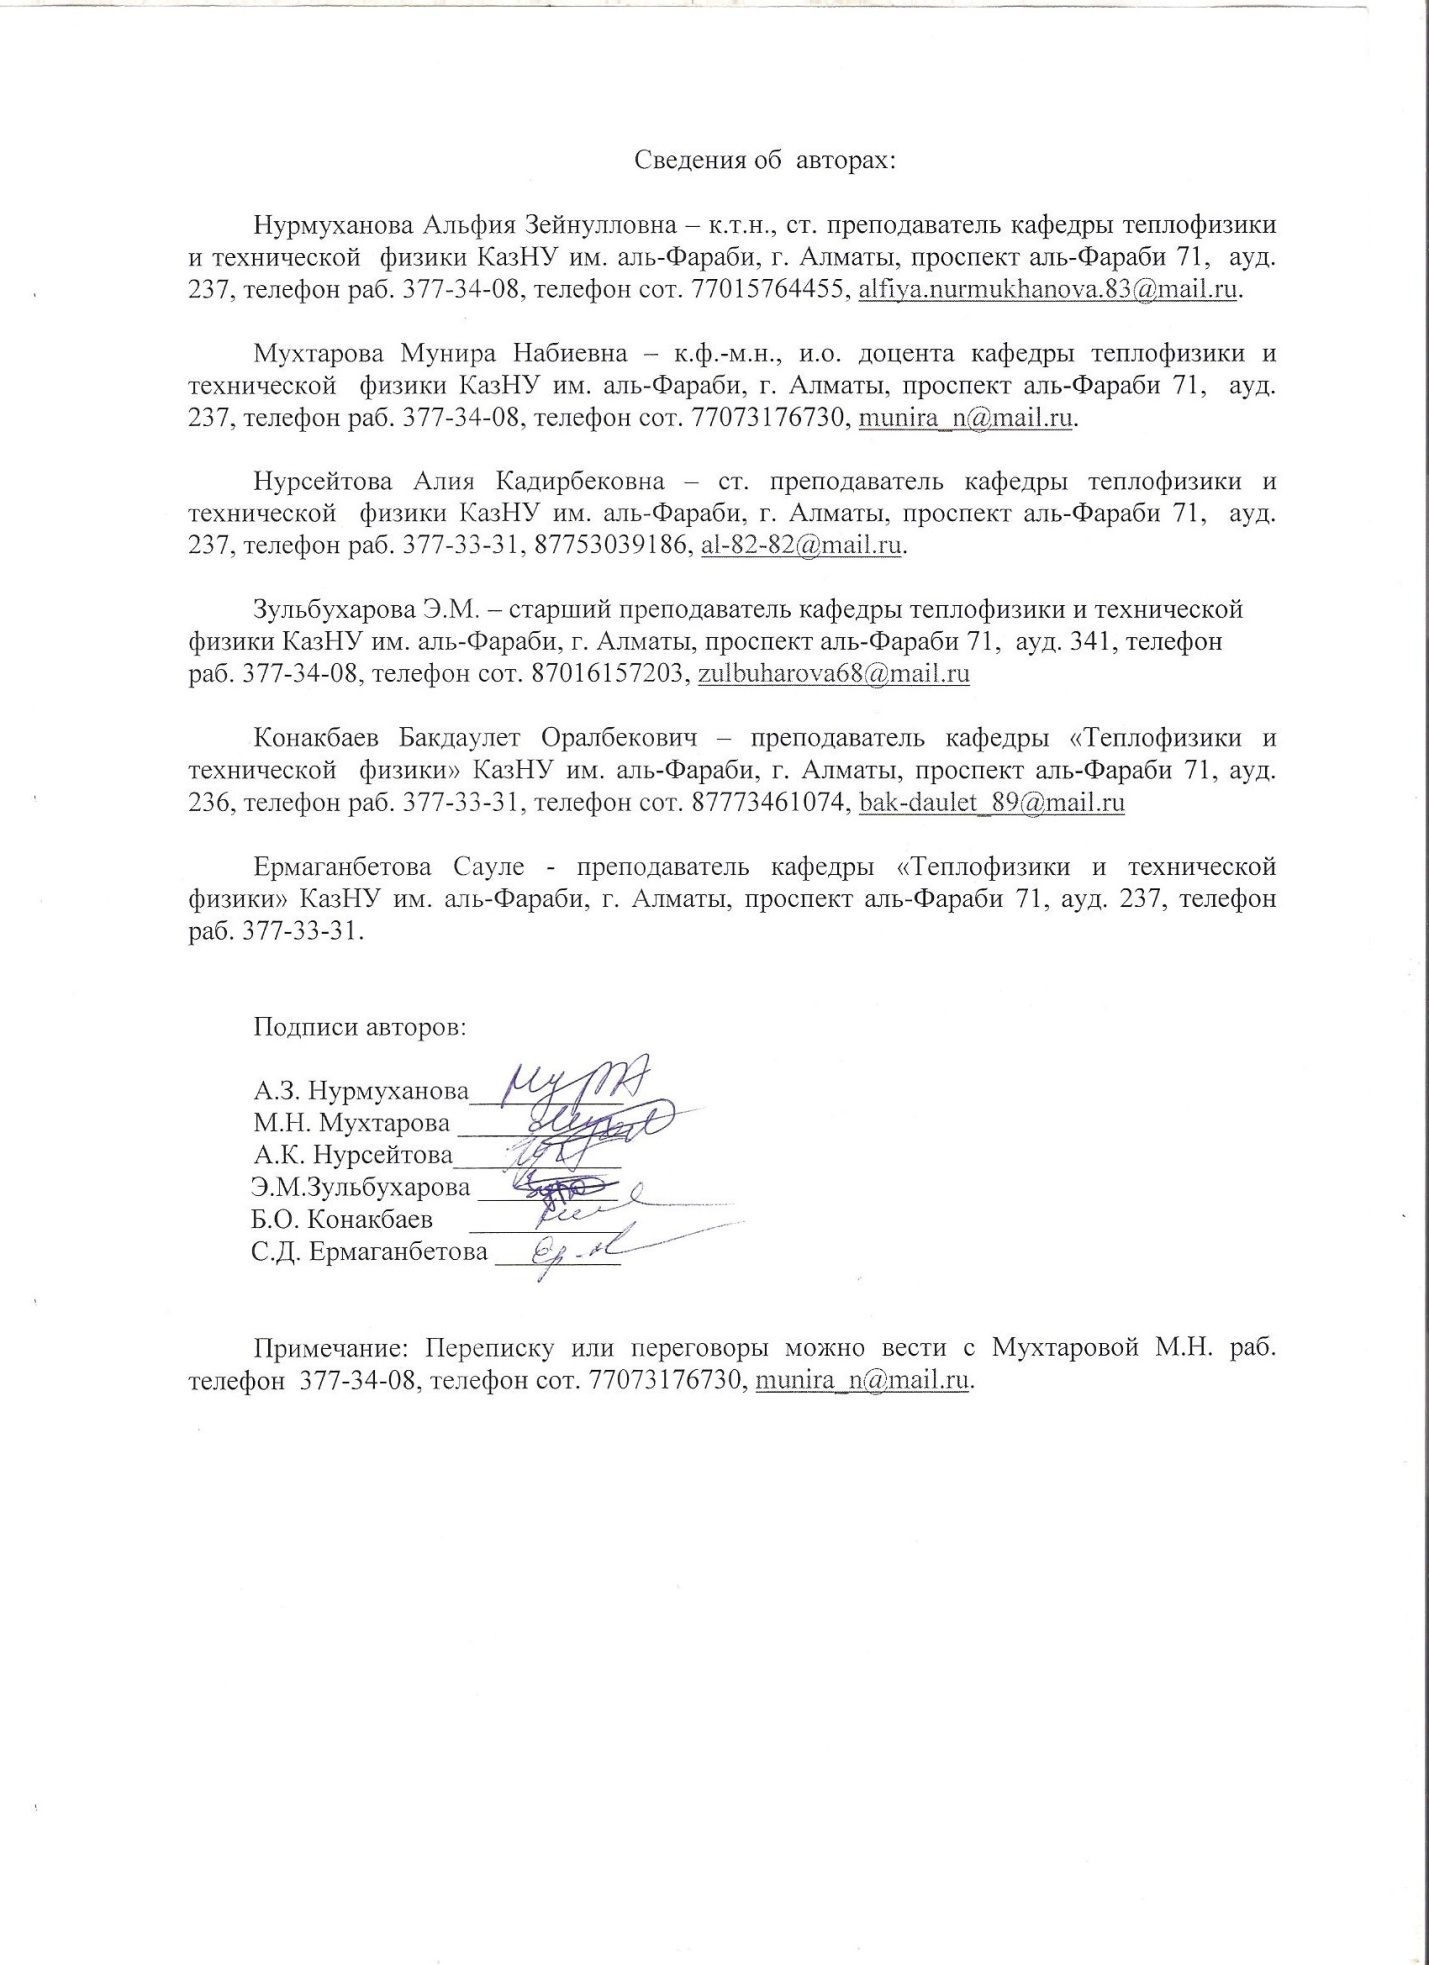 Сведения об  авторах:
Нурмуханова Альфия Зейнулловна – к.т.н., ст. преподаватель кафедры теплофизики
и технической  физики КазНУ им. аль-Фараби, г. Алматы, проспект аль-Фараби 71,  ауд.
237, телефон раб. 377-34-08, телефон сот. 77015764455, alfiya.nurmukhanova.83@mail.ru.
Мухтарова Мунира Набиевна – к.ф.-м.н., и.о. доцента кафедры теплофизики и
технической  физики КазНУ им. аль-Фараби, г. Алматы, проспект аль-Фараби 71,  ауд.
237, телефон раб. 377-34-08, телефон сот. 77073176730, munira_n@mail.ru.
Нурсейтова Алия Кадирбековна – ст. преподаватель кафедры теплофизики и
технической  физики КазНУ им. аль-Фараби, г. Алматы, проспект аль-Фараби 71,  ауд.
237, телефон раб. 377-33-31, 87753039186, al-82-82@mail.ru.
Зульбухарова Э.М. – старший преподаватель кафедры теплофизики и технической
физики КазНУ им. аль-Фараби, г. Алматы, проспект аль-Фараби 71,  ауд. 341, телефон
раб. 377-34-08, телефон сот. 87016157203, zulbuharova68@mail.ru
Конакбаев Бакдаулет Оралбекович – преподаватель кафедры «Теплофизики и
технической  физики» КазНУ им. аль-Фараби, г. Алматы, проспект аль-Фараби 71, ауд.
236, телефон раб. 377-33-31, телефон сот. 87773461074, bak-daulet_89@mail.ru
Ермаганбетова Сауле - преподаватель кафедры «Теплофизики и технической
физики» КазНУ им. аль-Фараби, г. Алматы, проспект аль-Фараби 71, ауд. 237, телефон
раб. 377-33-31.
Подписи авторов:
А.З. Нурмуханова
М.Н. Мухтарова
А.К. Нурсейтова
Э.М.Зульбухарова
Б.О. Конакбаев
С.Д. Ермаганбетова
Примечание: Переписку или переговоры можно вести с Мухтаровой М.Н. раб.
телефон  377-34-08, телефон сот. 77073176730, munira_n@mail.ru.